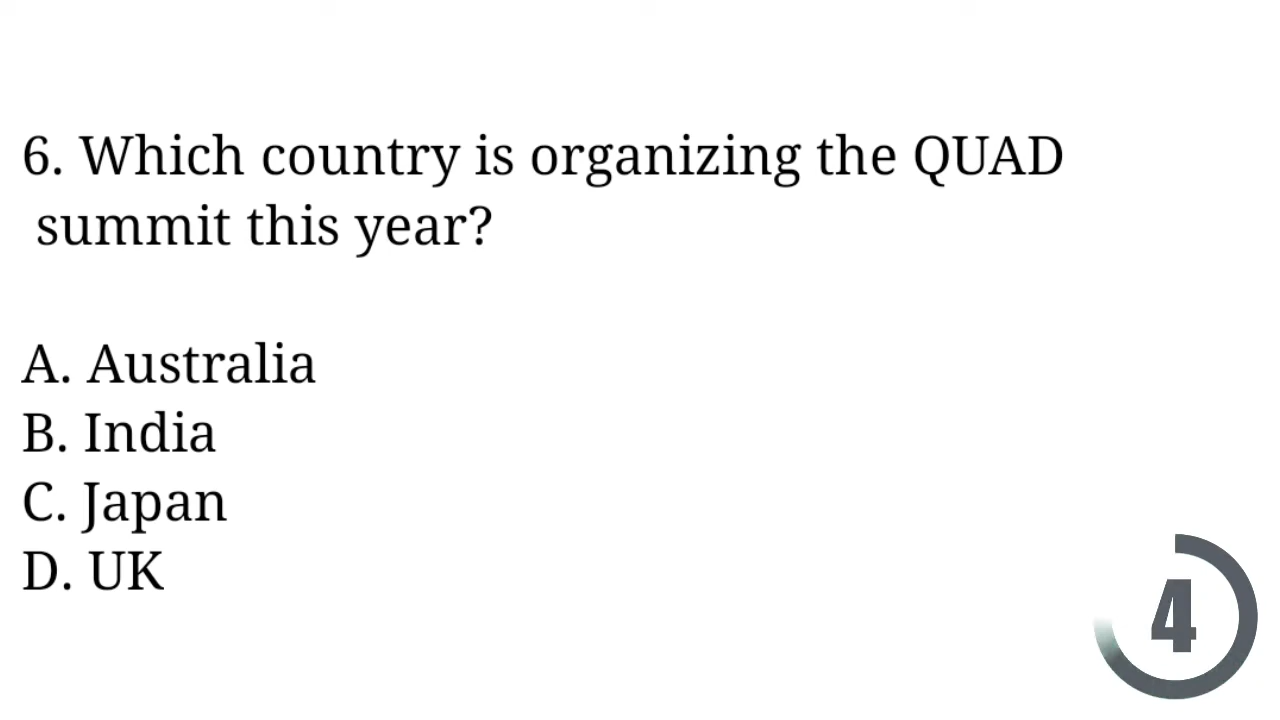 6. Which country is organizing the QUAD
summit this year?
A. Australia
B. India
C. Japan
D. UK
4